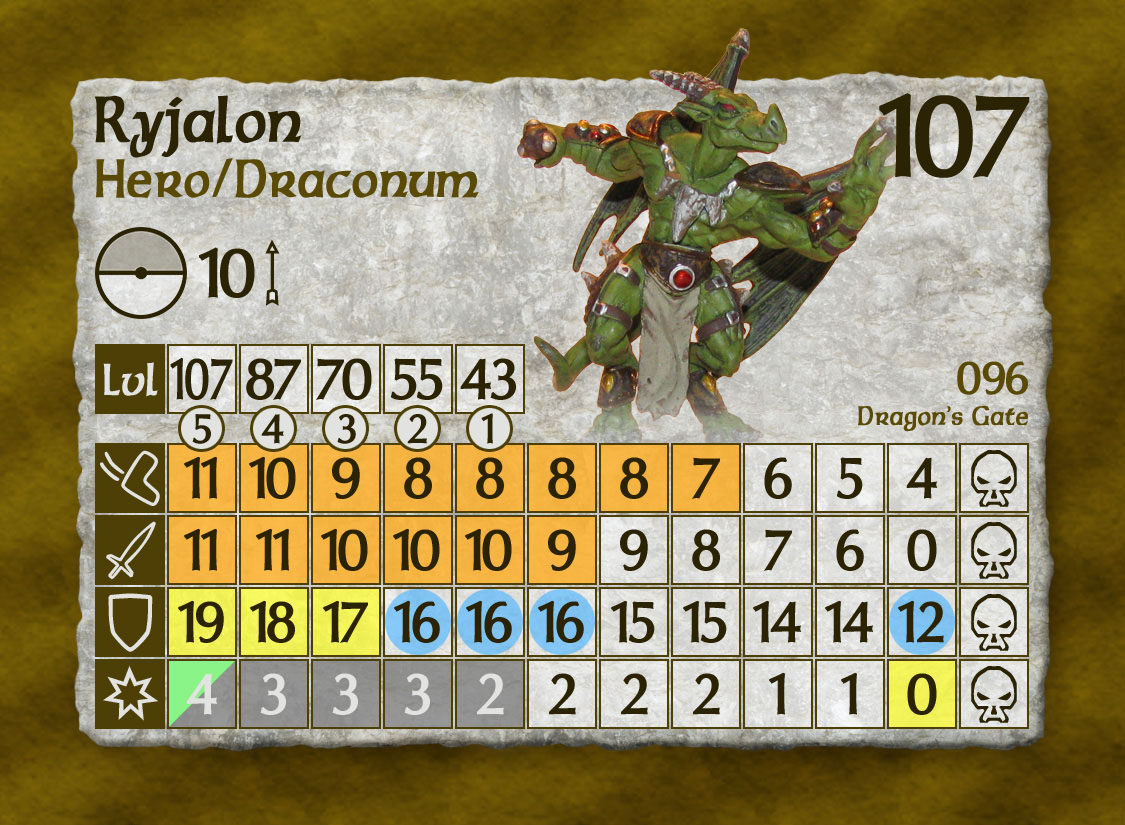 Ryjalon
107
Hero/Draconum
10
096
Dragon's Gate
Lvl 107 87 70 55 43
5 4 3 2 1
11 10 9 8 8 8 8 7 6 5 4
11 11 10 10 10 9 9 8 7 6 0
19 18 17 16 16 16 15 15 14 14 12
4 3 3 3 2 2 2 2 1 1 0